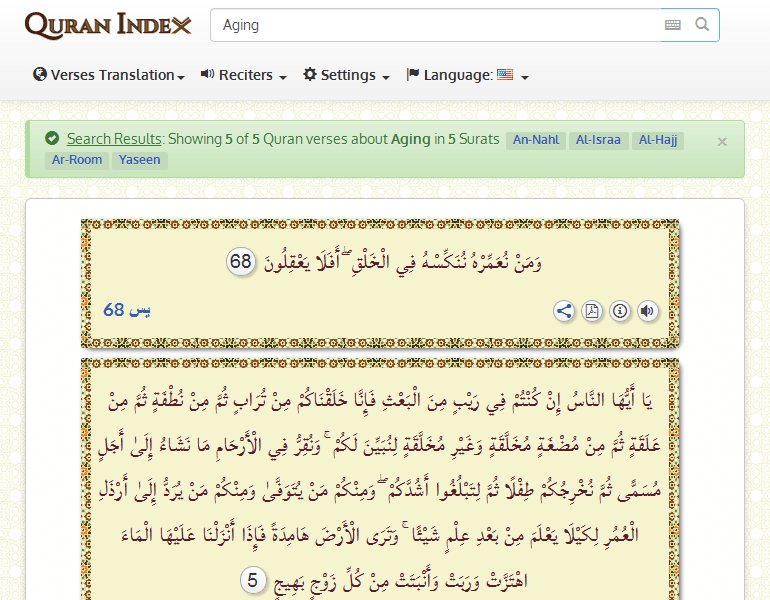 QURAN INDEX
Aging
Verses Translation
Reciters
Settings
Language:
Search Results: Showing 5 of 5 Quran verses about Aging in 5 Surats An-Nahl Al-Israa Al-Hajj
×
Ar-Room Yaseen
وَمَنْ نُعَمِّرْهُ نُنَكِّسْهُ فِي الْخَلْقِ ۖ أَفَلَا يَعْقِلُونَ 68
يس 68
يَا أَيُّهَا النَّاسُ إِنْ كُنْتُمْ فِي رَيْبٍ مِنَ الْبَعْثِ فَإِنَّا خَلَقْنَاكُمْ مِنْ تُرَابٍ ثُمَّ مِنْ نُطْفَةٍ ثُمَّ مِنْ
عَلَقَةٍ ثُمَّ مِنْ مُضْغَةٍ مُخَلَّقَةٍ وَغَيْرِ مُخَلَّقَةٍ لِنُبَيِّنَ لَكُمْ ۚ وَنُقِرُّ فِي الْأَرْحَامِ مَا نَشَاءُ إِلَىٰ أَجَلٍ
مُسَمًّى ثُمَّ نُخْرِجُكُمْ طِفْلًا ثُمَّ لِتَبْلُغُوا أَشُدَّكُمْ ۖ وَمِنْكُمْ مَنْ يُتَوَفَّىٰ وَمِنْكُمْ مَنْ يُرَدُّ إِلَىٰ أَرْذَلِ
الْعُمُرِ لِكَيْلَا يَعْلَمَ مِنْ بَعْدِ عِلْمٍ شَيْئًا ۚ وَتَرَى الْأَرْضَ هَامِدَةً فَإِذَا أَنْزَلْنَا عَلَيْهَا الْمَاءَ
اهْتَزَّتْ وَرَبَتْ وَأَنْبَتَتْ مِنْ كُلِّ زَوْجٍ بَهِيجٍ 5